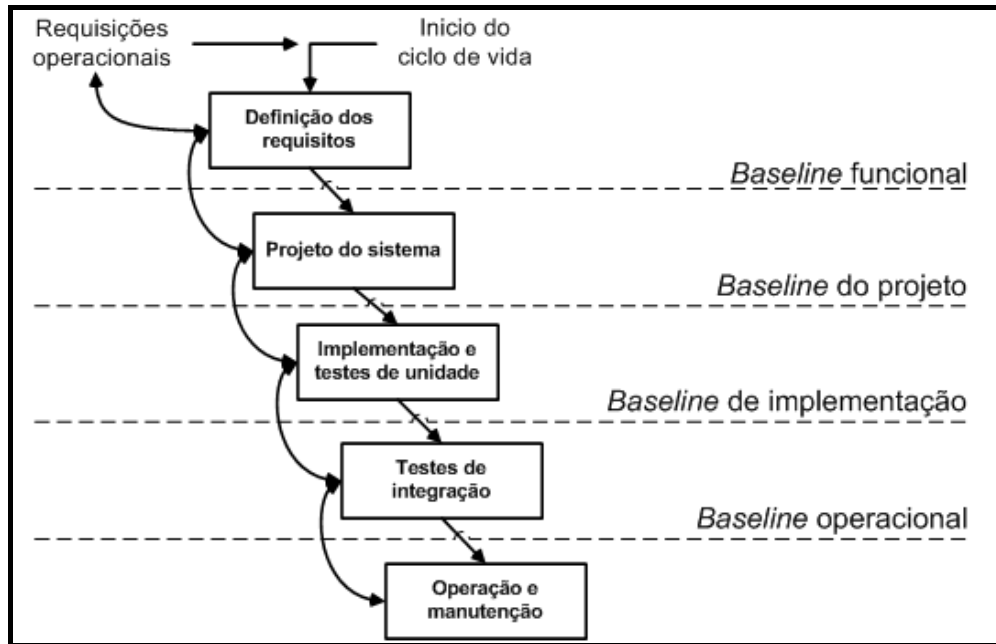 Requisições
operacionais
Inicio do
ciclo de vida
Definição dos
requisitos
Baseline funcional
Projeto do sistema
Baseline do projeto
Implementação e
testes de unidade
Baseline de implementação
Testes de
integração
Baseline operacional
Operação e
manutenção